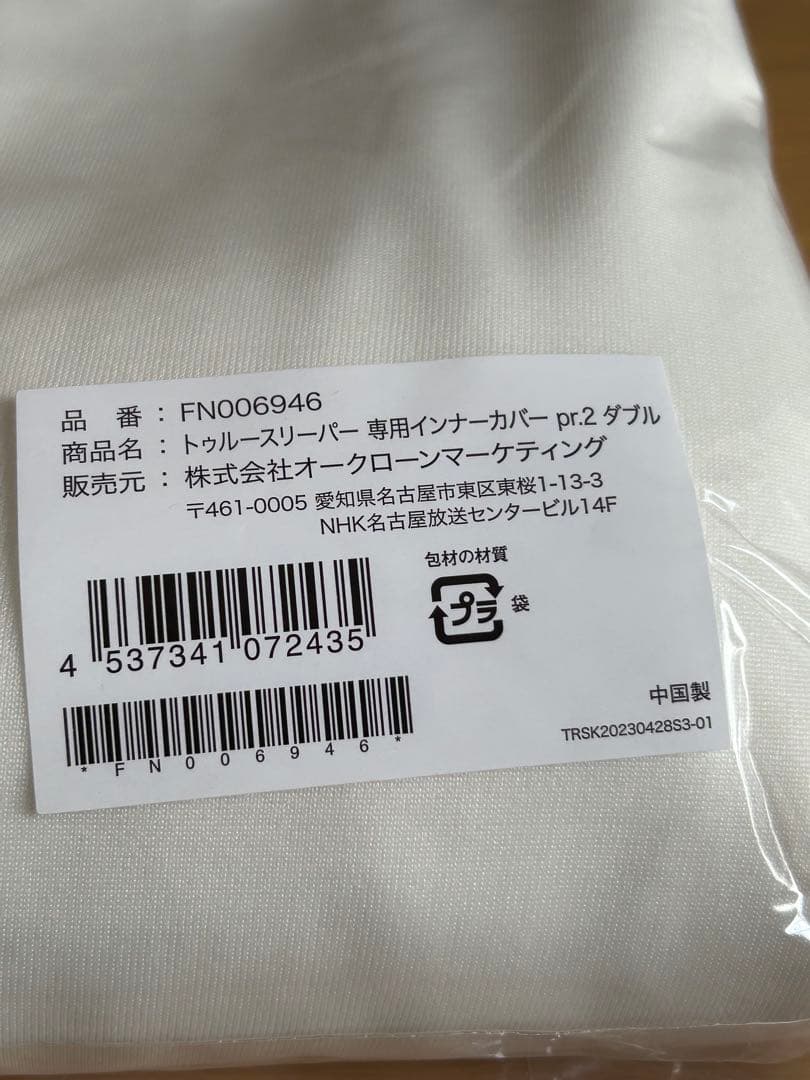 品　番 : FN006946
商品名 : トゥルースリーパー 専用インナーカバー pr.2 ダブル
販売元 : 株式会社オークローンマーケティング
〒461-0005 愛知県名古屋市東区東桜1-13-3
NHK名古屋放送センタービル14F
包材の材質
プラ 袋
4 537341 072435
*FN006946*
中国製
TRSK20230428S3-01